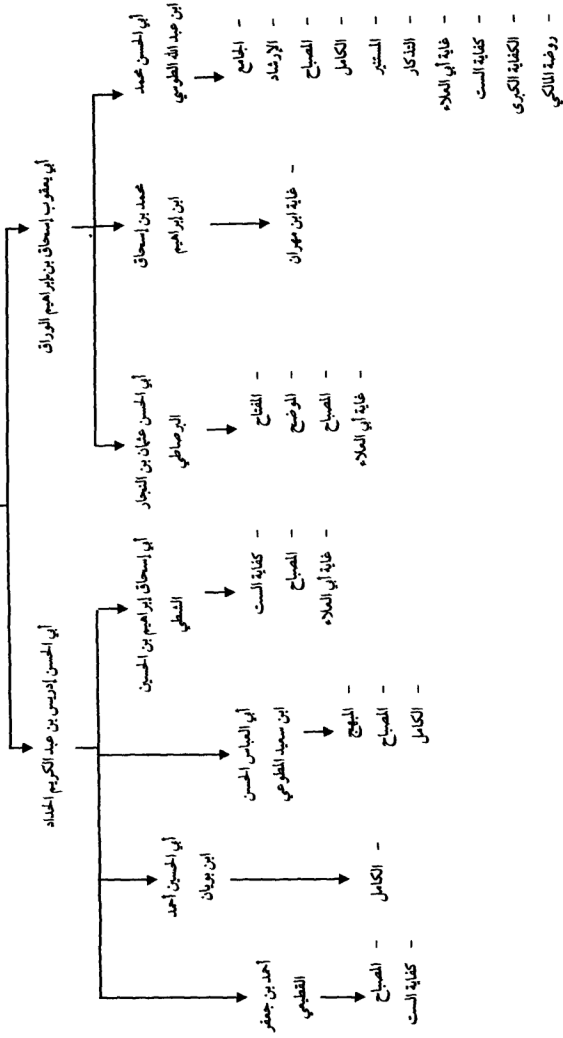 أبي يعقوب إسحاق بن إبراهيم الوراق
أبي الحسن محمد
ابن عبد الله الطوسي
- الجامع
- الإرشاد
- المصباح
- الكامل
- المستنير
- التذكار
- غاية أبي العلاء
- كفاية الست
- الكفاية الكبرى
- روضة المالكي
محمد بن إسحاق
ابن إبراهيم
- غاية ابن مهران
أبي الحسن عثمان بن النجار
البرصاطي
- المفتاح
- الموضح
- المصباح
- غاية أبي العلاء
أبي الحسن إدريس بن عبد الكريم الحداد
أبي إسحاق إبراهيم بن الحسين
الشطي
- كفاية الست
- المصباح
- غاية أبي العلاء
أبي العباس الحسن
ابن سعيد المطوعي
- المبهج
- المصباح
- الكامل
أبي الحسين أحمد
ابن بويان
- الكامل
أحمد بن جعفر
القطيعي
- المصباح
- كفاية الست